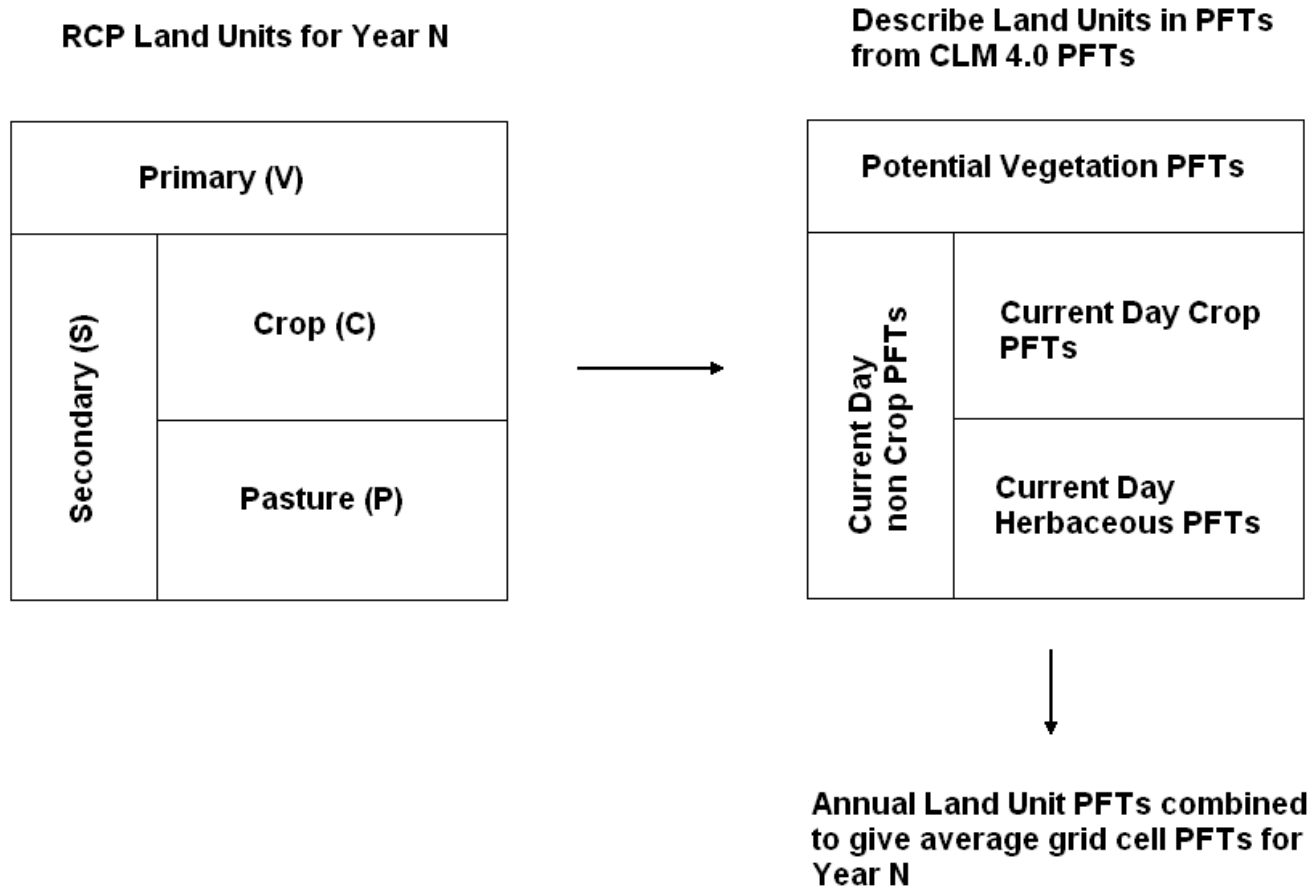 RCP Land Units for Year N
Primary (V)
Secondary (S)
Crop (C)
Pasture (P)
Describe Land Units in PFTs
from CLM 4.0 PFTs
Potential Vegetation PFTs
Current Day
non Crop PFTs
Current Day Crop
PFTs
Current Day
Herbaceous PFTs
Annual Land Unit PFTs combined
to give average grid cell PFTs for
Year N